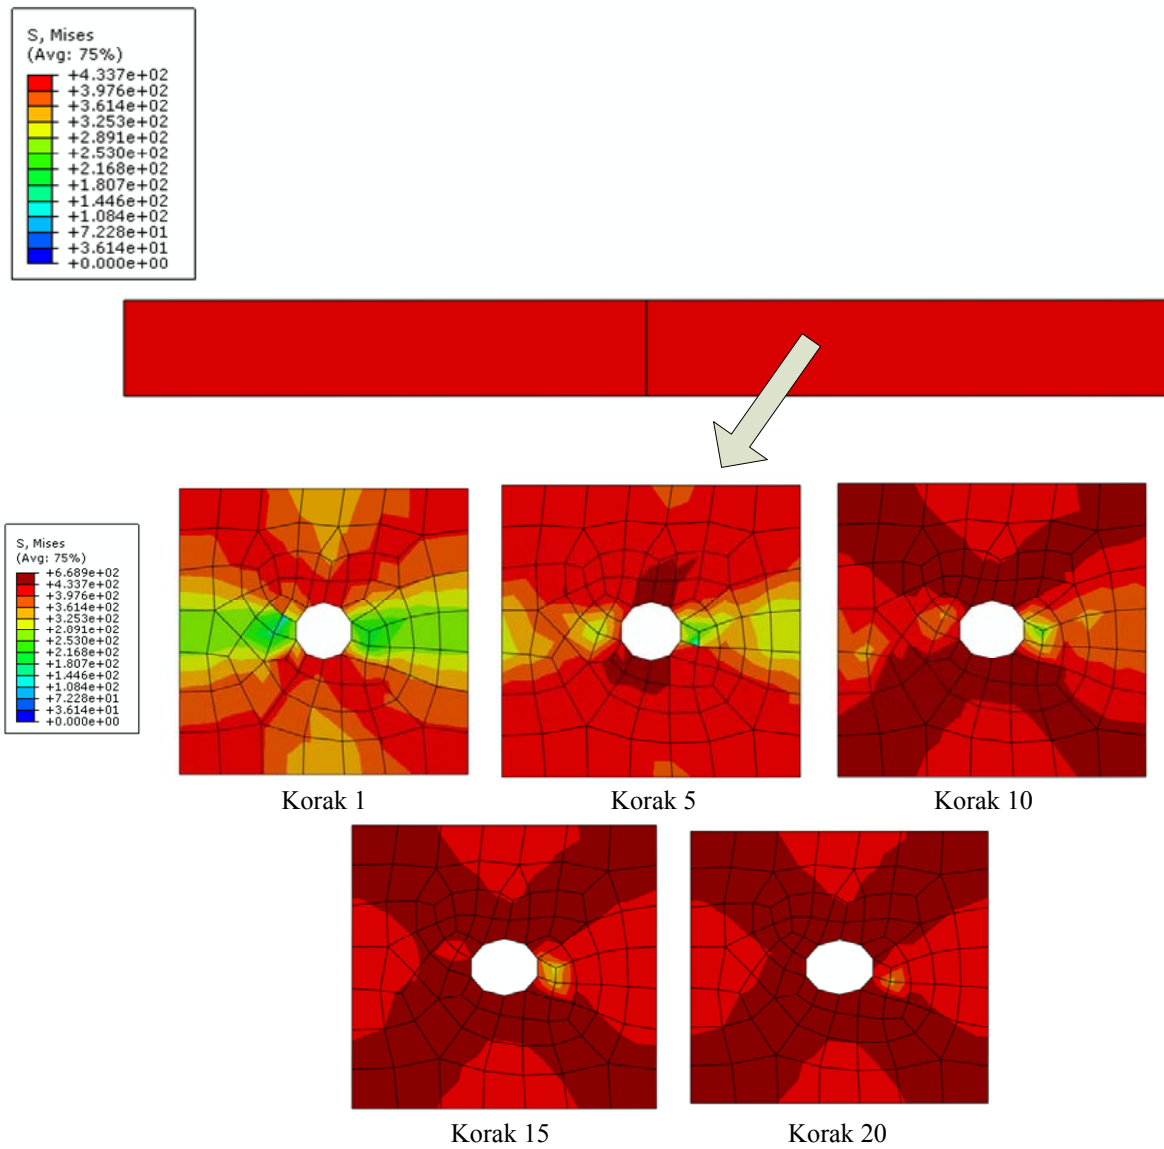 S, Mises
(Avg: 75%)
+4.337e+02
+3.976e+02
+3.614e+02
+3.253e+02
+2.891e+02
+2.530e+02
+2.168e+02
+1.807e+02
+1.446e+02
+1.084e+02
+7.228e+01
+3.614e+01
+0.000e+00
S, Mises
(Avg: 75%)
+6.689e+02
+4.337e+02
+3.976e+02
+3.614e+02
+3.253e+02
+2.891e+02
+2.530e+02
+2.168e+02
+1.807e+02
+1.446e+02
+1.084e+02
+7.228e+01
+3.614e+01
+0.000e+00
Korak 1
Korak 5
Korak 10
Korak 15
Korak 20